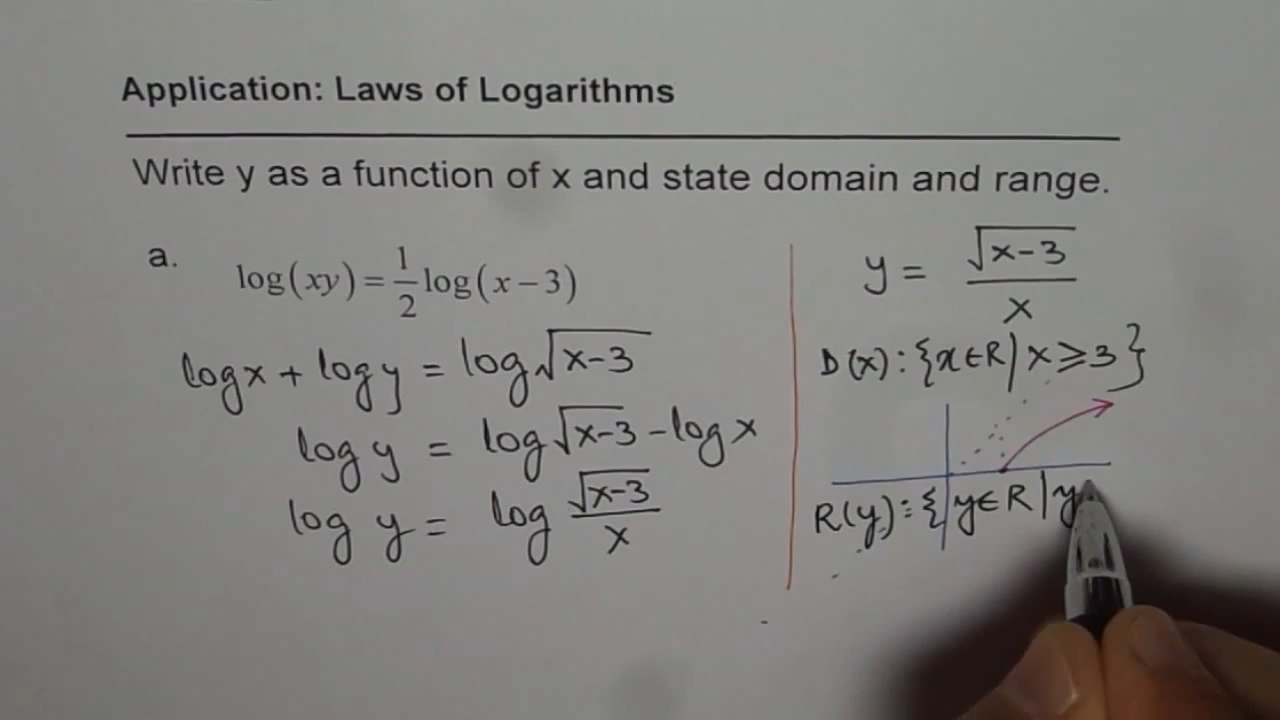 Application: Laws of Logarithms
Write y as a function of x and state domain and range.
a.
log(xy) = 1/2 log(x − 3)
log x + log y = log √(x−3)
log y = log √(x−3) − log x
log y = log √(x−3)/x
y = √(x−3)/x
D(x) : {x∈R | x ≥ 3}
R(y) : { y∈R | y